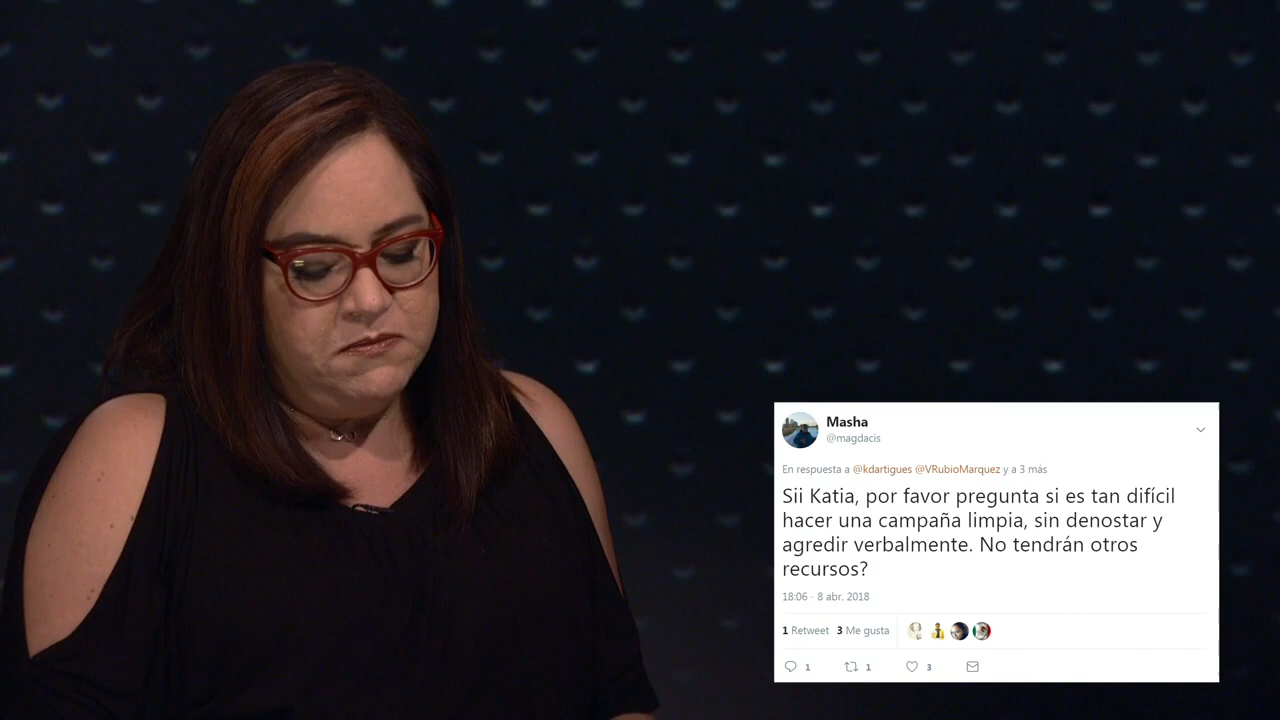 Masha
@magdacis
En respuesta a @kdartigues @VRubioMarquez y a 3 más
Sii Katia, por favor pregunta si es tan difícil
hacer una campaña limpia, sin denostar y
agredir verbalmente. No tendrán otros
recursos?
18:06 · 8 abr. 2018
1 Retweet 3 Me gusta
1 1 3